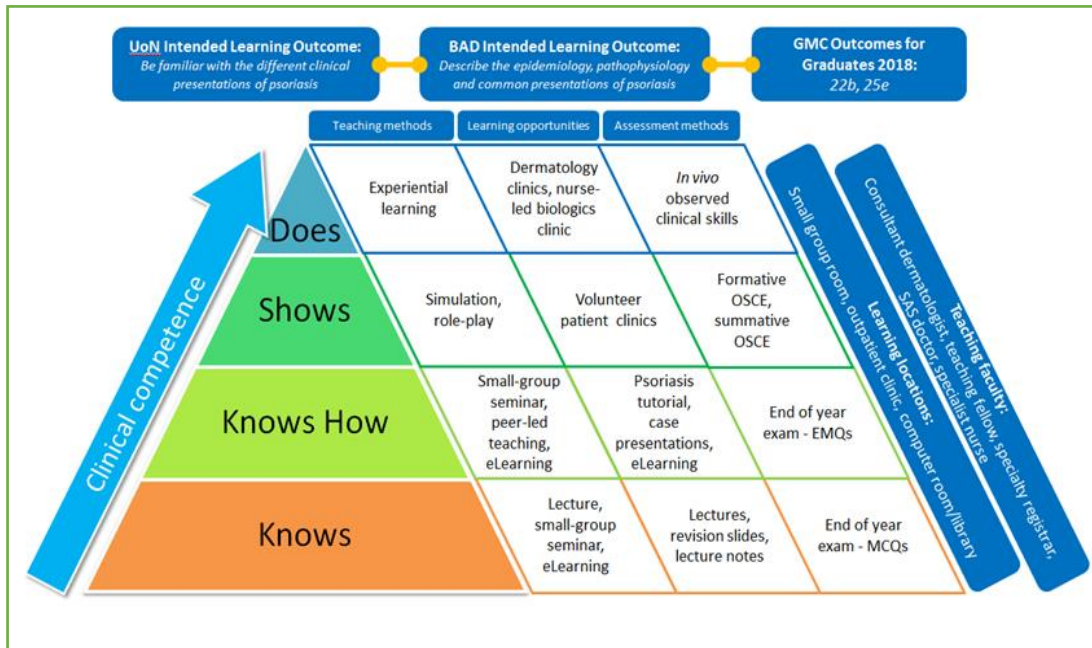 UoN Intended Learning Outcome:
Be familiar with the different clinical
presentations of psoriasis
BAD Intended Learning Outcome:
Describe the epidemiology, pathophysiology
and common presentations of psoriasis
GMC Outcomes for
Graduates 2018:
22b, 25e
Teaching methods
Learning opportunities
Assessment methods
Clinical competence
Does
Experiential
learning
Dermatology
clinics, nurse-
led biologics
clinic
In vivo
observed
clinical skills
Shows
Simulation,
role-play
Volunteer
patient clinics
Formative
OSCE,
summative
OSCE
Knows How
Small-group
seminar,
peer-led
teaching,
eLearning
Psoriasis
tutorial,
case
presentations,
eLearning
End of year
exam - EMQs
Knows
Lecture,
small-group
seminar,
eLearning
Lectures,
revision slides,
lecture notes
End of year
exam - MCQs
Learning locations:
Small group room, outpatient clinic, computer room/library
Teaching faculty:
Consultant dermatologist, teaching fellow, specialty registrar,
SAS doctor, specialist nurse